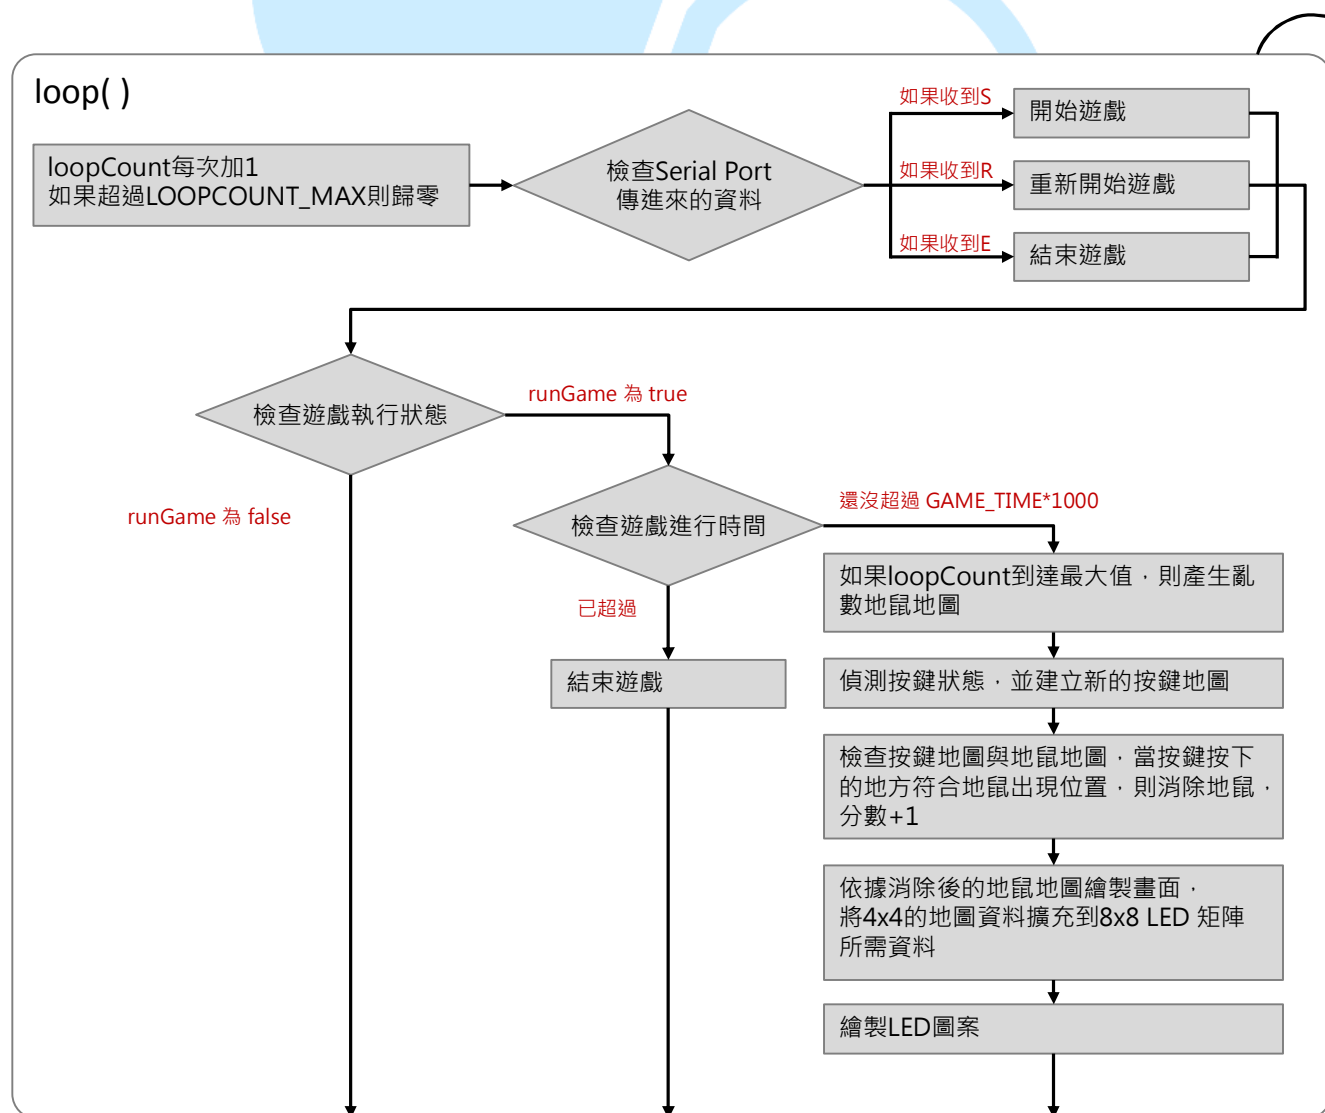 loop( )
loopCount每次加1
如果超過LOOPCOUNT_MAX則歸零
檢查Serial Port
傳進來的資料
如果收到S
開始遊戲
如果收到R
重新開始遊戲
如果收到E
結束遊戲
檢查遊戲執行狀態
runGame 為 true
runGame 為 false
檢查遊戲進行時間
還沒超過 GAME_TIME*1000
已超過
結束遊戲
如果loopCount到達最大值，則產生亂
數地鼠地圖
偵測按鍵狀態，並建立新的按鍵地圖
檢查按鍵地圖與地鼠地圖，當按鍵按下
的地方符合地鼠出現位置，則消除地鼠，
分數+1
依據消除後的地鼠地圖繪製畫面，
將4x4的地圖資料擴充到8x8 LED 矩陣
所需資料
繪製LED圖案